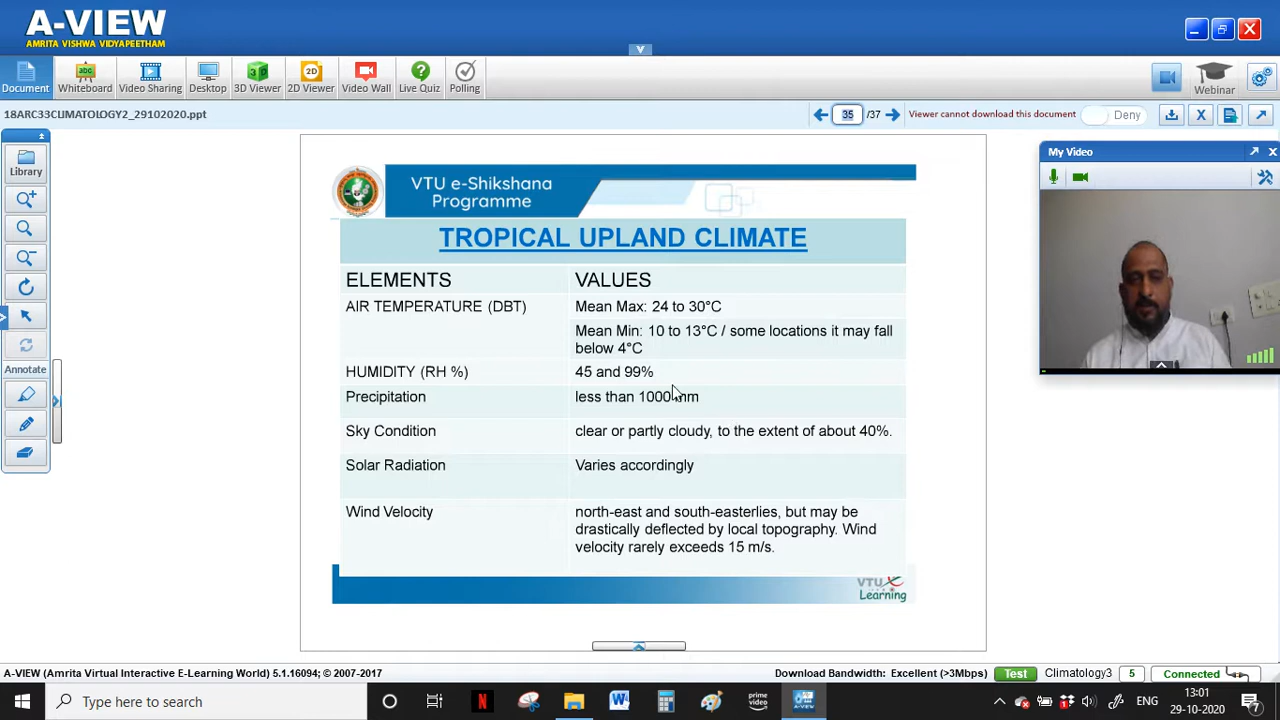 A-VIEW
AMRITA VISHWA VIDYAPEETHAM
Document
Whiteboard
Video Sharing
Desktop
3D Viewer
2D Viewer
Video Wall
Live Quiz
Polling
Webinar
18ARC33CLIMATOLOGY2_29102020.ppt
35 /37
Viewer cannot download this document
Deny
Library
Annotate
My Video
VTU e-Shikshana
Programme
TROPICAL UPLAND CLIMATE
ELEMENTS VALUES
AIR TEMPERATURE (DBT) Mean Max: 24 to 30°C
Mean Min: 10 to 13°C / some locations it may fall
below 4°C
HUMIDITY (RH %) 45 and 99%
Precipitation less than 1000 mm
Sky Condition clear or partly cloudy, to the extent of about 40%.
Solar Radiation Varies accordingly
Wind Velocity north-east and south-easterlies, but may be
drastically deflected by local topography. Wind
velocity rarely exceeds 15 m/s.
VTU
Learning
A-VIEW (Amrita Virtual Interactive E-Learning World) 5.1.16094; © 2007-2017
Download Bandwidth: Excellent (>3Mbps) Test Climatology3 5 Connected
Type here to search
prime
video
ENG
13:01
29-10-2020
7